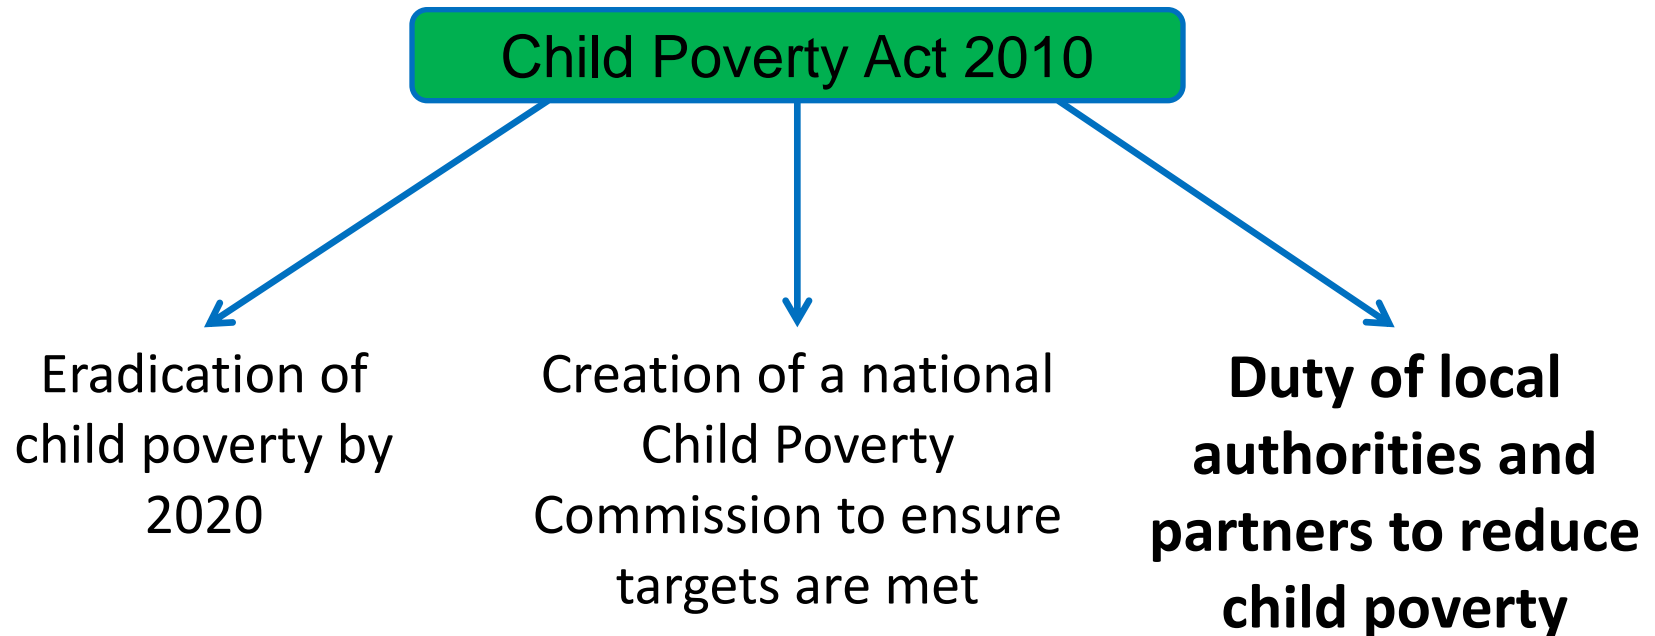 Child Poverty Act 2010
Eradication of
child poverty by
2020
Creation of a national
Child Poverty
Commission to ensure
targets are met
Duty of local
authorities and
partners to reduce
child poverty